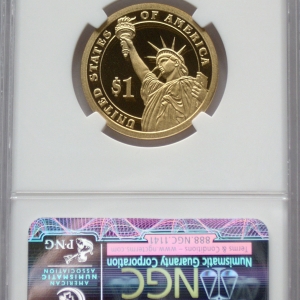 UNITED STATES OF AMERICA
$1
PNG
AMERICAN
NUMISMATIC
ASSOCIATION
888.NGC.1141
Numismatic Guaranty
Corporation
NGC